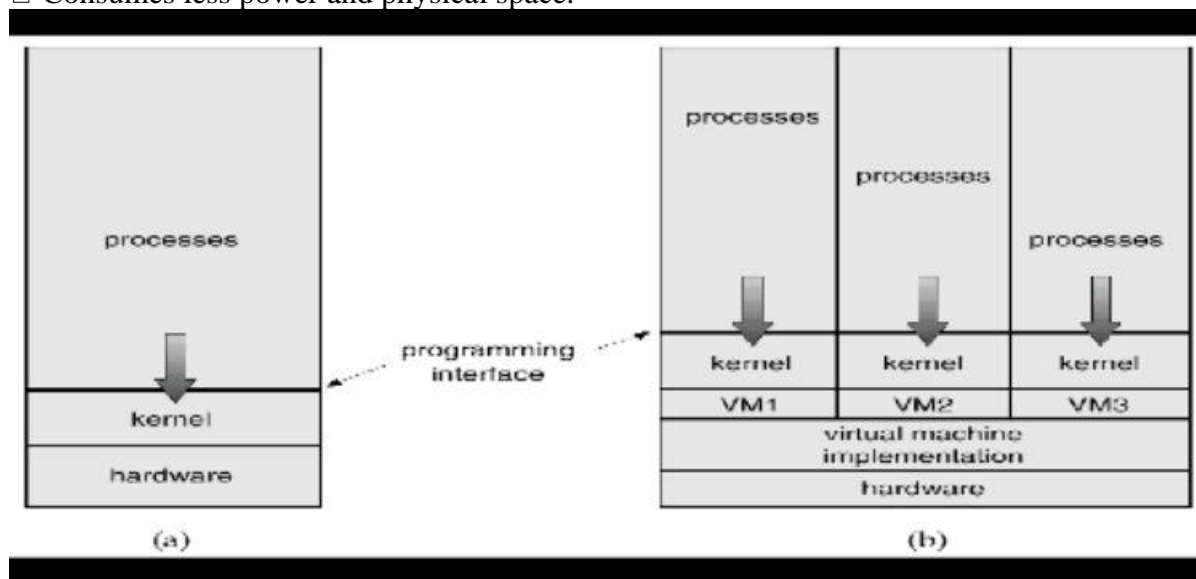 □ Consumes less power and physical space.
processes
kernel
hardware
(a)
programming
interface
processes
processes
processes
kernel kernel kernel
VM1 VM2 VM3
virtual machine
implementation
hardware
(b)